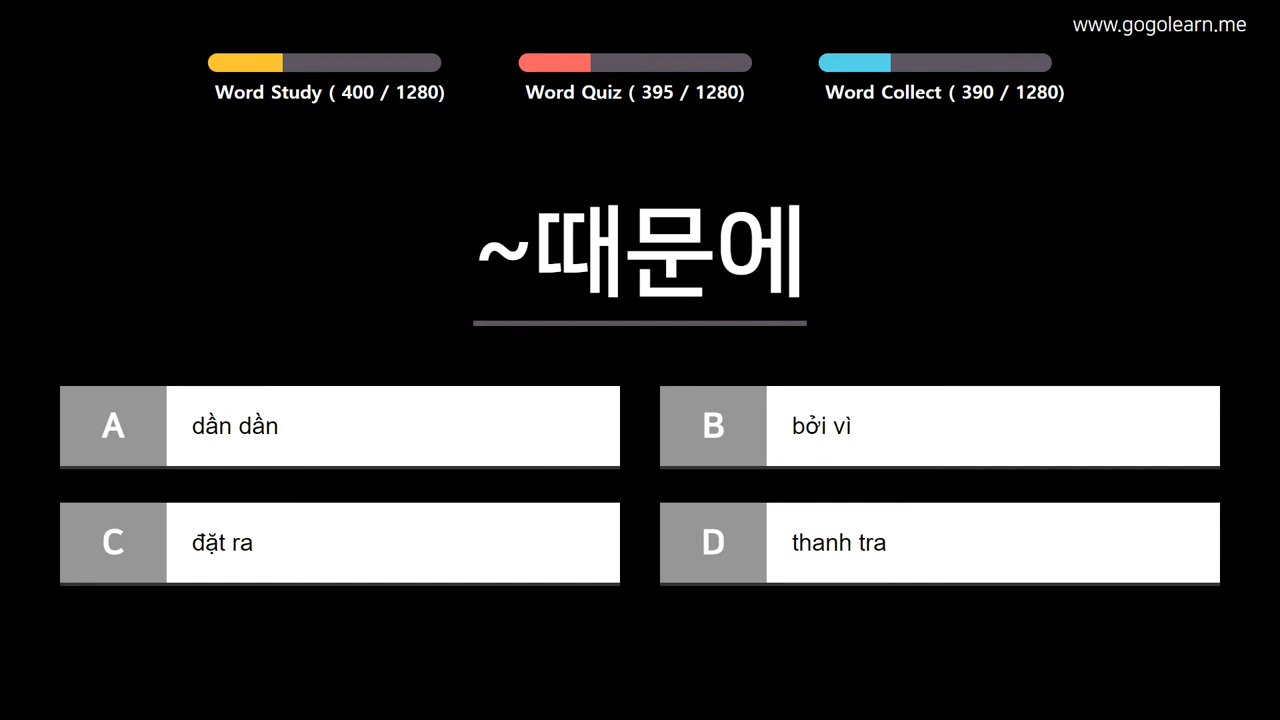 www.gogolearn.me
Word Study ( 400 / 1280)
Word Quiz ( 395 / 1280)
Word Collect ( 390 / 1280)
~때문에
A dần dần
B bởi vì
C đặt ra
D thanh tra